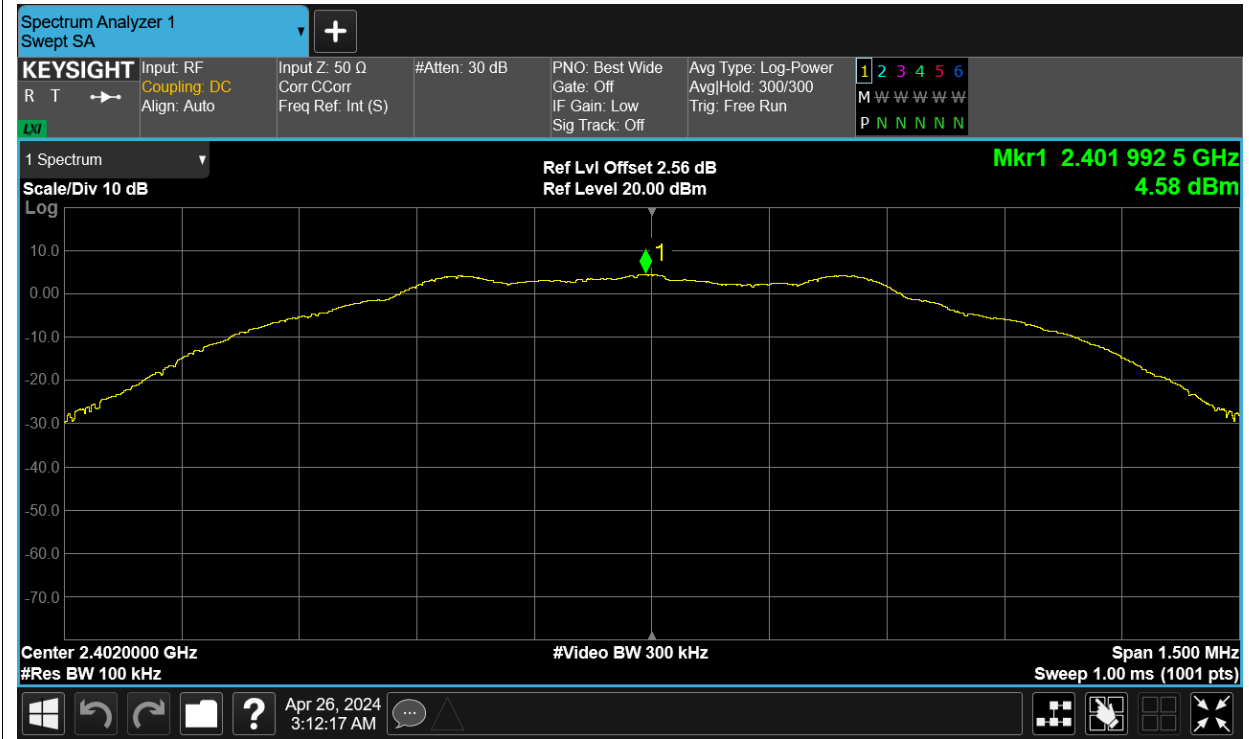 Spectrum Analyzer 1
Swept SA
KEYSIGHT
R T
LXI
Input: RF
Coupling: DC
Align: Auto
Input Z: 50 Ω
Corr CCorr
Freq Ref: Int (S)
#Atten: 30 dB
PNO: Best Wide
Gate: Off
IF Gain: Low
Sig Track: Off
Avg Type: Log-Power
Avg|Hold: 300/300
Trig: Free Run
1 2 3 4 5 6
M W W W W W
P N N N N N
1 Spectrum
Scale/Div 10 dB
Log
Ref Lvl Offset 2.56 dB
Ref Level 20.00 dBm
Mkr1 2.401 992 5 GHz
4.58 dBm
1
10.0
0.00
-10.0
-20.0
-30.0
-40.0
-50.0
-60.0
-70.0
Center 2.4020000 GHz
#Res BW 100 kHz
#Video BW 300 kHz
Span 1.500 MHz
Sweep 1.00 ms (1001 pts)
?
Apr 26, 2024
3:12:17 AM